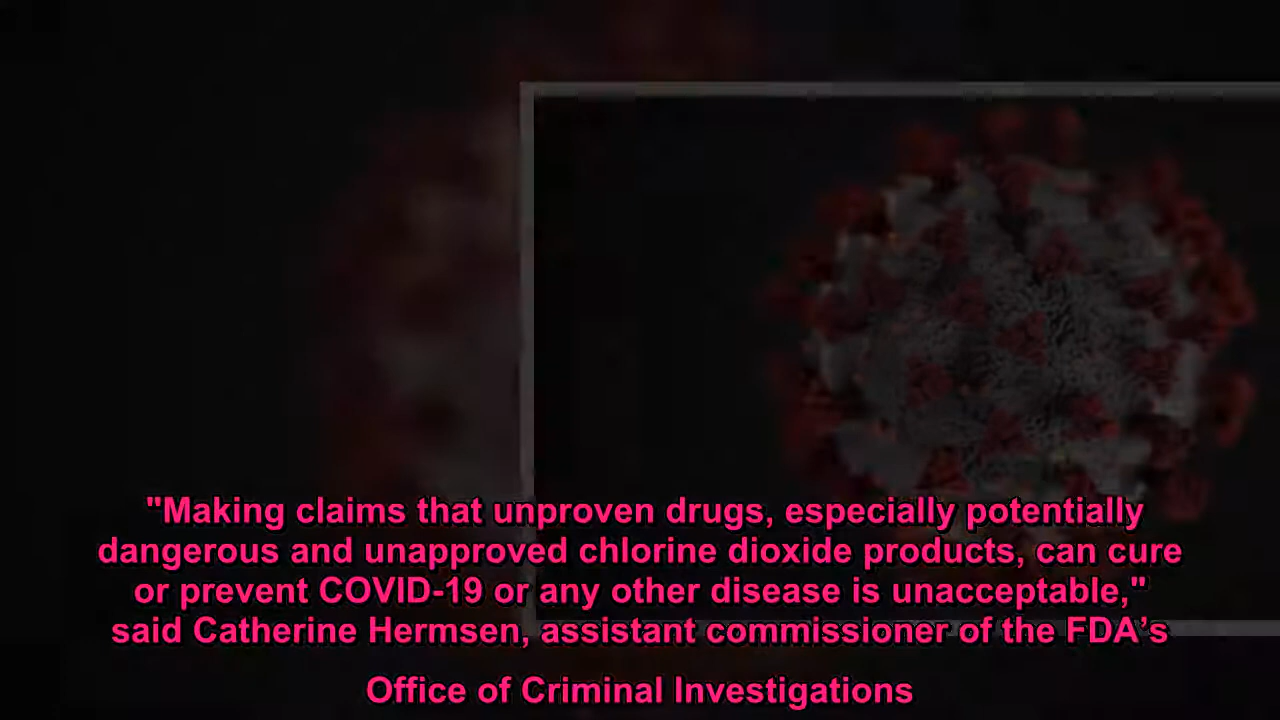 "Making claims that unproven drugs, especially potentially
dangerous and unapproved chlorine dioxide products, can cure
or prevent COVID-19 or any other disease is unacceptable,"
said Catherine Hermsen, assistant commissioner of the FDA’s
Office of Criminal Investigations